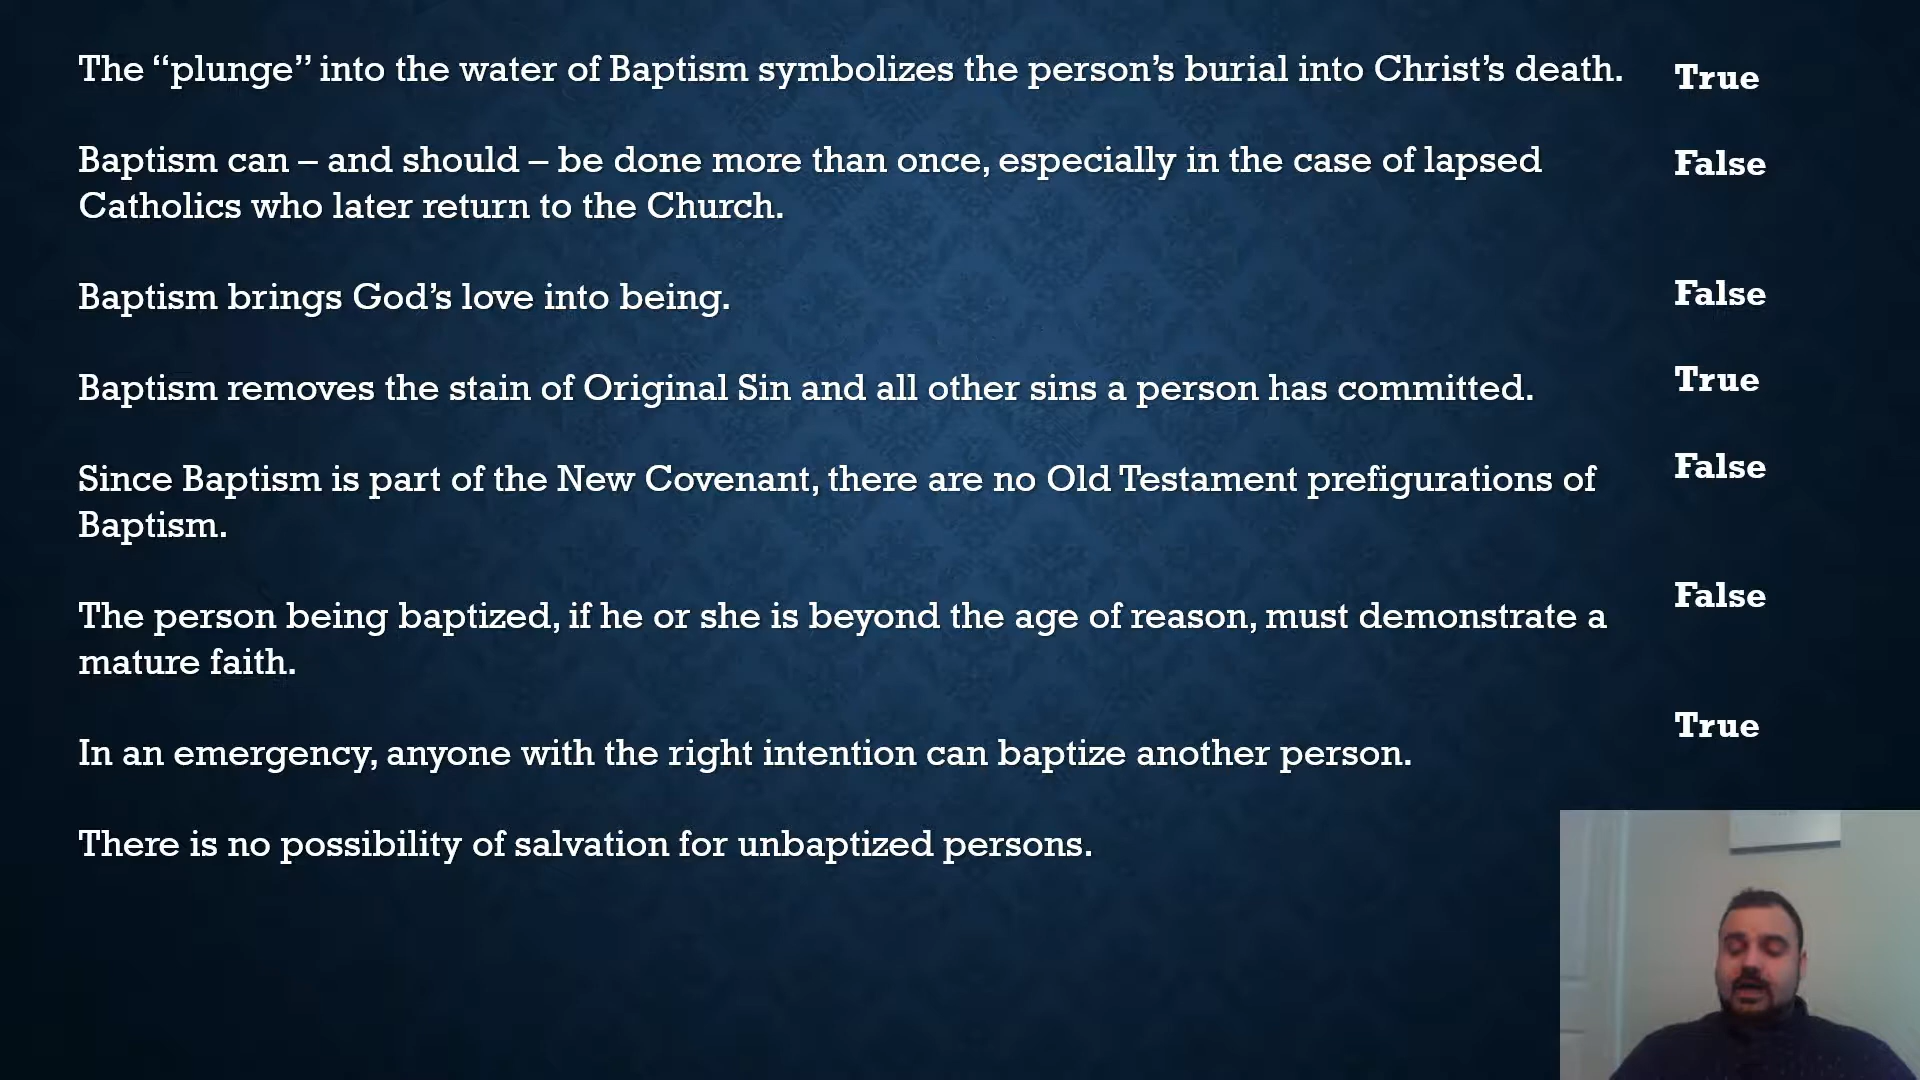 The “plunge” into the water of Baptism symbolizes the person’s burial into Christ’s death. True
Baptism can – and should – be done more than once, especially in the case of lapsed False
Catholics who later return to the Church.
Baptism brings God’s love into being. False
Baptism removes the stain of Original Sin and all other sins a person has committed. True
Since Baptism is part of the New Covenant, there are no Old Testament prefigurations of False
Baptism.
The person being baptized, if he or she is beyond the age of reason, must demonstrate a False
mature faith.
In an emergency, anyone with the right intention can baptize another person. True
There is no possibility of salvation for unbaptized persons.